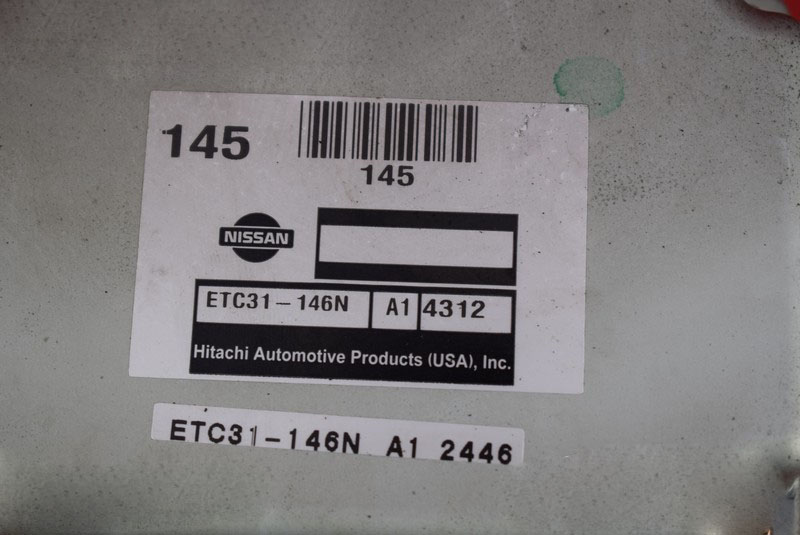 145
145
NISSAN
ETC31-146N A1 4312
Hitachi Automotive Products (USA), Inc.
ETC31-146N A1 2446